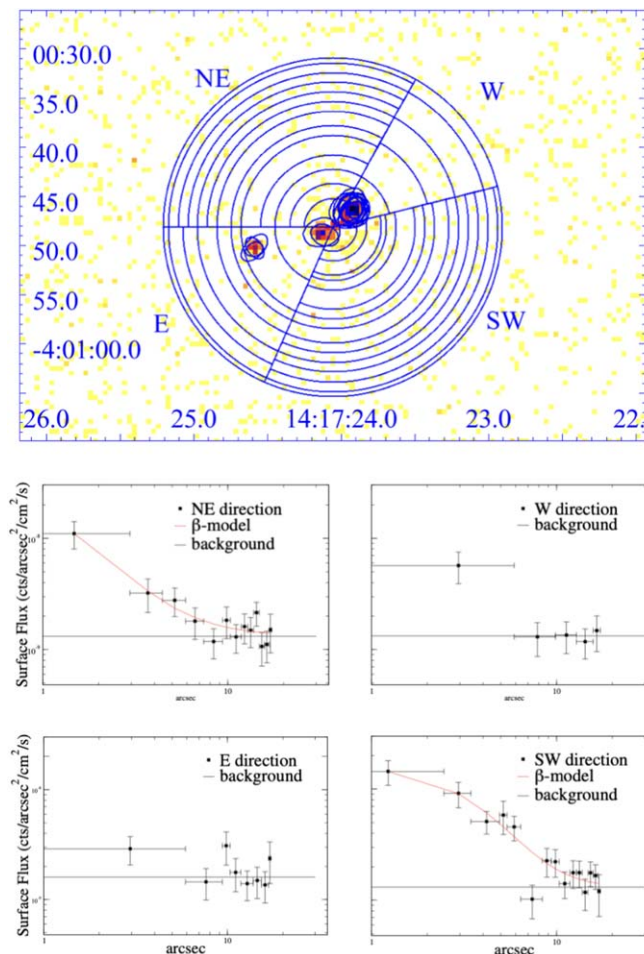 00:30.0
NE
W
35.0
40.0
45.0
50.0
55.0
E
SW
-4:01:00.0
26.0 25.0 14:17:24.0 23.0 22.
Surface Flux (cts/arcsec²/cm²/s)
NE direction
β-model
background
1 10
arcsec
W direction
background
1 10
arcsec
Surface Flux (cts/arcsec²/cm²/s)
E direction
background
1 10
arcsec
SW direction
β-model
background
1 10
arcsec